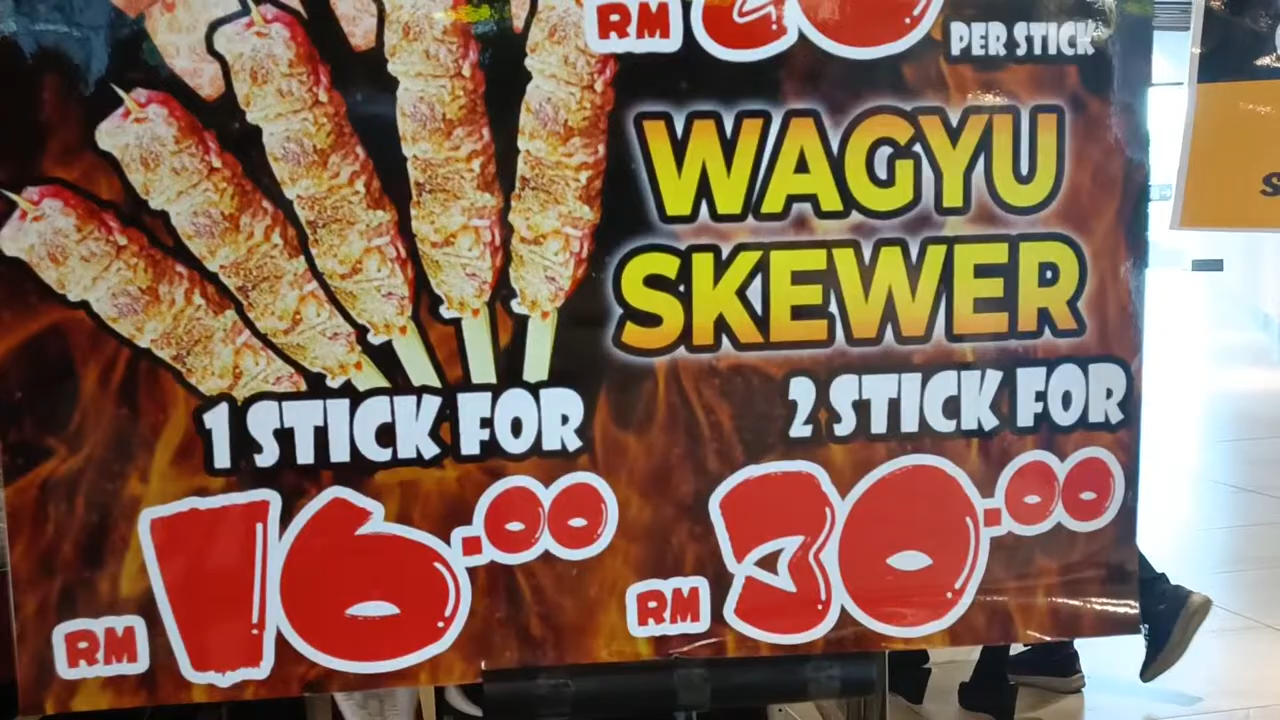 RM
PER STICK
WAGYU
SKEWER
1 STICK FOR
RM 16.00
2 STICK FOR
RM 30.00